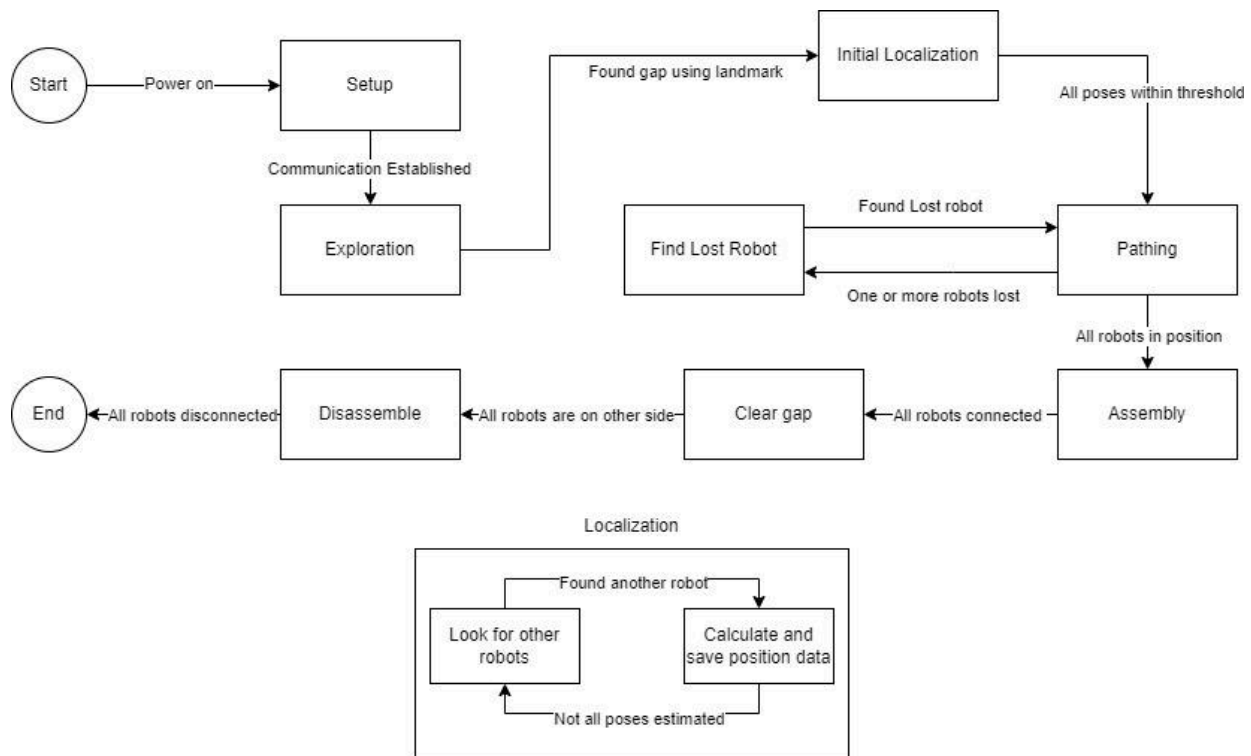 Start
Power on
Setup
Found gap using landmark
Initial Localization
All poses within threshold
Communication Established
Exploration
Find Lost Robot
Found Lost robot
One or more robots lost
Pathing
All robots in position
End
All robots disconnected
Disassemble
All robots are on other side
Clear gap
All robots connected
Assembly
Localization
Found another robot
Look for other
robots
Calculate and
save position data
Not all poses estimated